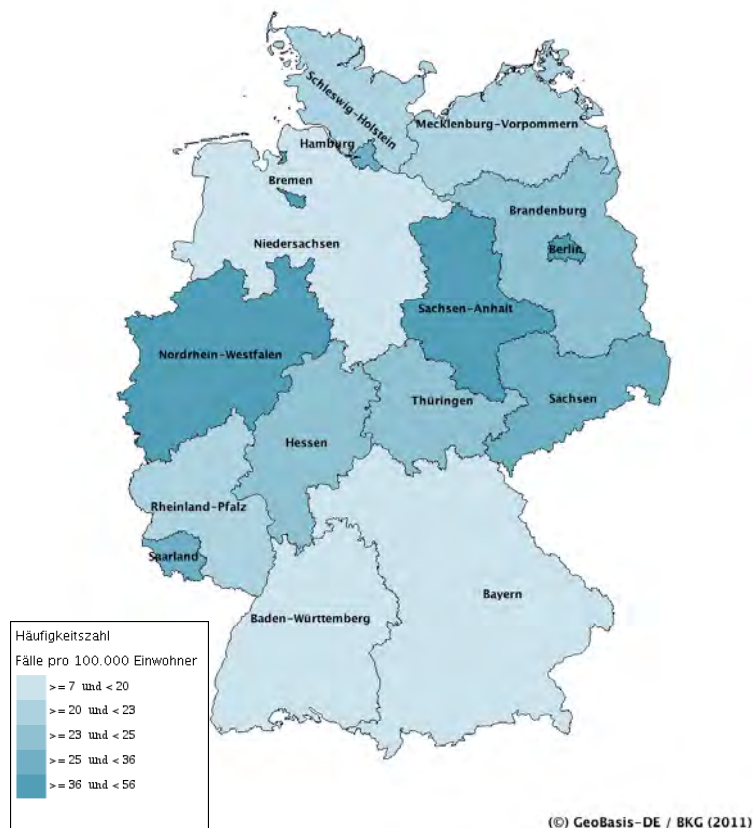 Schleswig-Holstein
Mecklenburg-Vorpommern
Hamburg
Bremen
Brandenburg
Niedersachsen
Berlin
Sachsen-Anhalt
Nordrhein-Westfalen
Thüringen
Sachsen
Hessen
Rheinland-Pfalz
Saarland
Bayern
Baden-Württemberg
Häufigkeitszahl
Fälle pro 100.000 Einwohner
>= 7 und < 20
>= 20 und < 23
>= 23 und < 25
>= 25 und < 36
>= 36 und < 56
(©) GeoBasis-DE / BKG (2011)